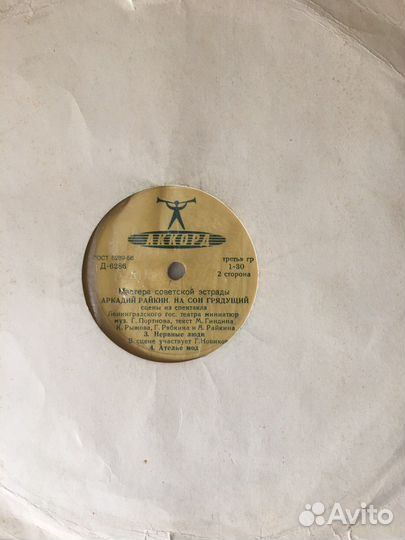 АККОРД
ГОСТ 5289-56
Д-6286
третья гр
1-30
2 сторона
Мастера советской эстрады
АРКАДИЙ РАЙКИН. НА СОН ГРЯДУЩИЙ
сцены из спектакля
Ленинградского гос. театра миниатюр
муз. Г. Портнова, текст М. Гиндина
К. Рыжова, Г. Рябкина и А. Райкина
3. Нервные люди
В сцене участвует Г. Новиков
4. Ателье мод
Avito